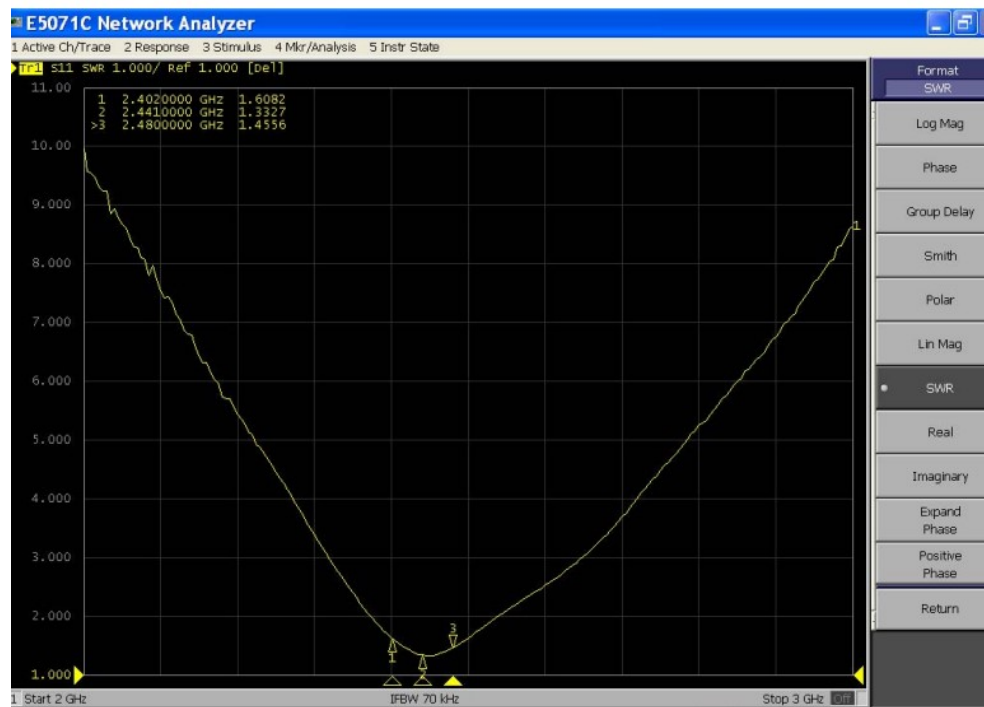 E5071C Network Analyzer
1 Active Ch/Trace 2 Response 3 Stimulus 4 Mkr/Analysis 5 Instr State
Tr1 S11 SWR 1.000/ Ref 1.000 [Del]
11.00
1 2.4020000 GHz 1.6082
2 2.4410000 GHz 1.3327
>3 2.4800000 GHz 1.4556
10.00
9.000
8.000
7.000
6.000
5.000
4.000
3.000
2.000
1.000
1
3
1
2
1 Start 2 GHz IFBW 70 kHz Stop 3 GHz Off
Format
SWR
Log Mag
Phase
Group Delay
Smith
Polar
Lin Mag
SWR
Real
Imaginary
Expand
Phase
Positive
Phase
Return